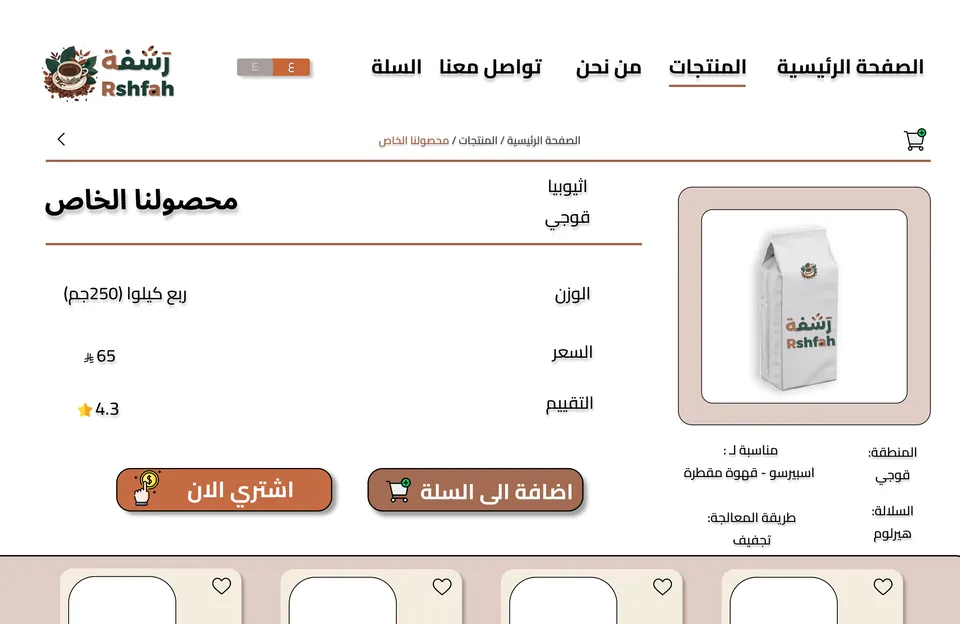 رَشفة
Rshfah
الصفحة الرئيسية
المنتجات
من نحن
تواصل معنا
السلة
ع
E
الصفحة الرئيسية / المنتجات / محصولنا الخاص
محصولنا الخاص
اثيوبيا
قوجي
الوزن
ربع كيلوا (250جم)
السعر
65
التقييم
4.3
اضافة الى السلة
اشتري الان
رَشفة
Rshfah
المنطقة:
قوجي
مناسبة لـ :
اسبيرسو - قهوة مقطرة
السلالة:
هيرلوم
طريقة المعالجة:
تجفيف